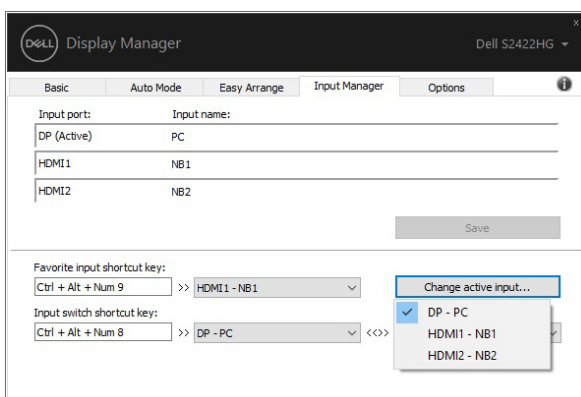 x
DELL Display Manager Dell S2422HG
Basic Auto Mode Easy Arrange Input Manager Options i
Input port: Input name:
DP (Active) PC
HDMI1 NB1
HDMI2 NB2
Save
Favorite input shortcut key:
Ctrl + Alt + Num 9 >> HDMI1 - NB1 Change active input...
Input switch shortcut key:
Ctrl + Alt + Num 8 >> DP - PC <<>>
DP - PC
HDMI1 - NB1
HDMI2 - NB2